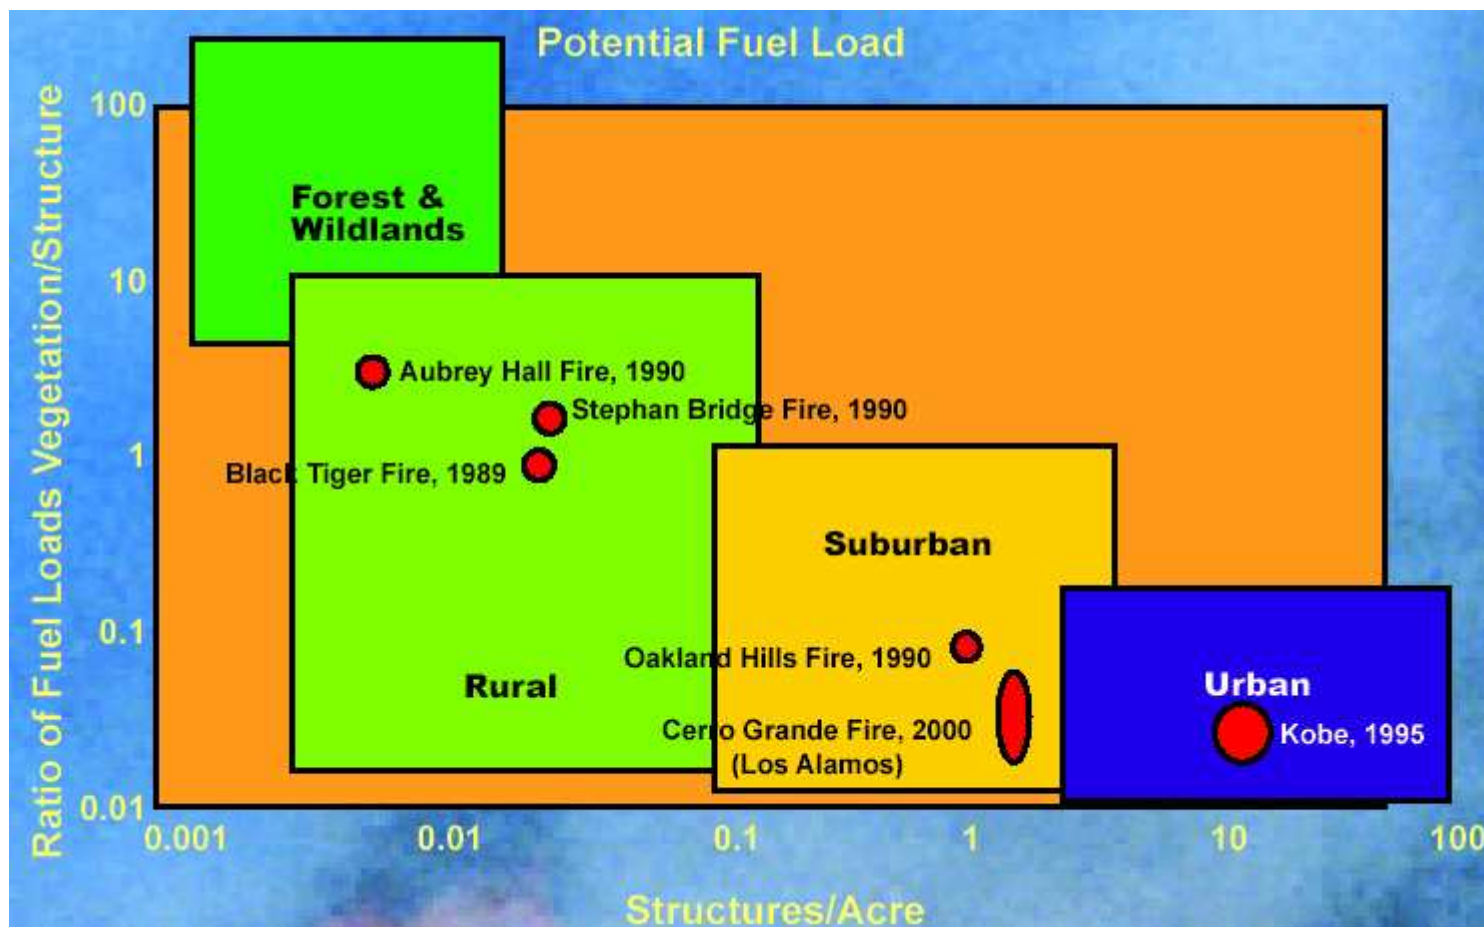 Potential Fuel Load
Ratio of Fuel Loads Vegetation/Structure
100
10
1
0.1
0.01
Forest &
Wildlands
Aubrey Hall Fire, 1990
Stephan Bridge Fire, 1990
Black Tiger Fire, 1989
Rural
Suburban
Oakland Hills Fire, 1990
Cerro Grande Fire, 2000
(Los Alamos)
Urban
Kobe, 1995
0.001 0.01 0.1 1 10 100
Structures/Acre